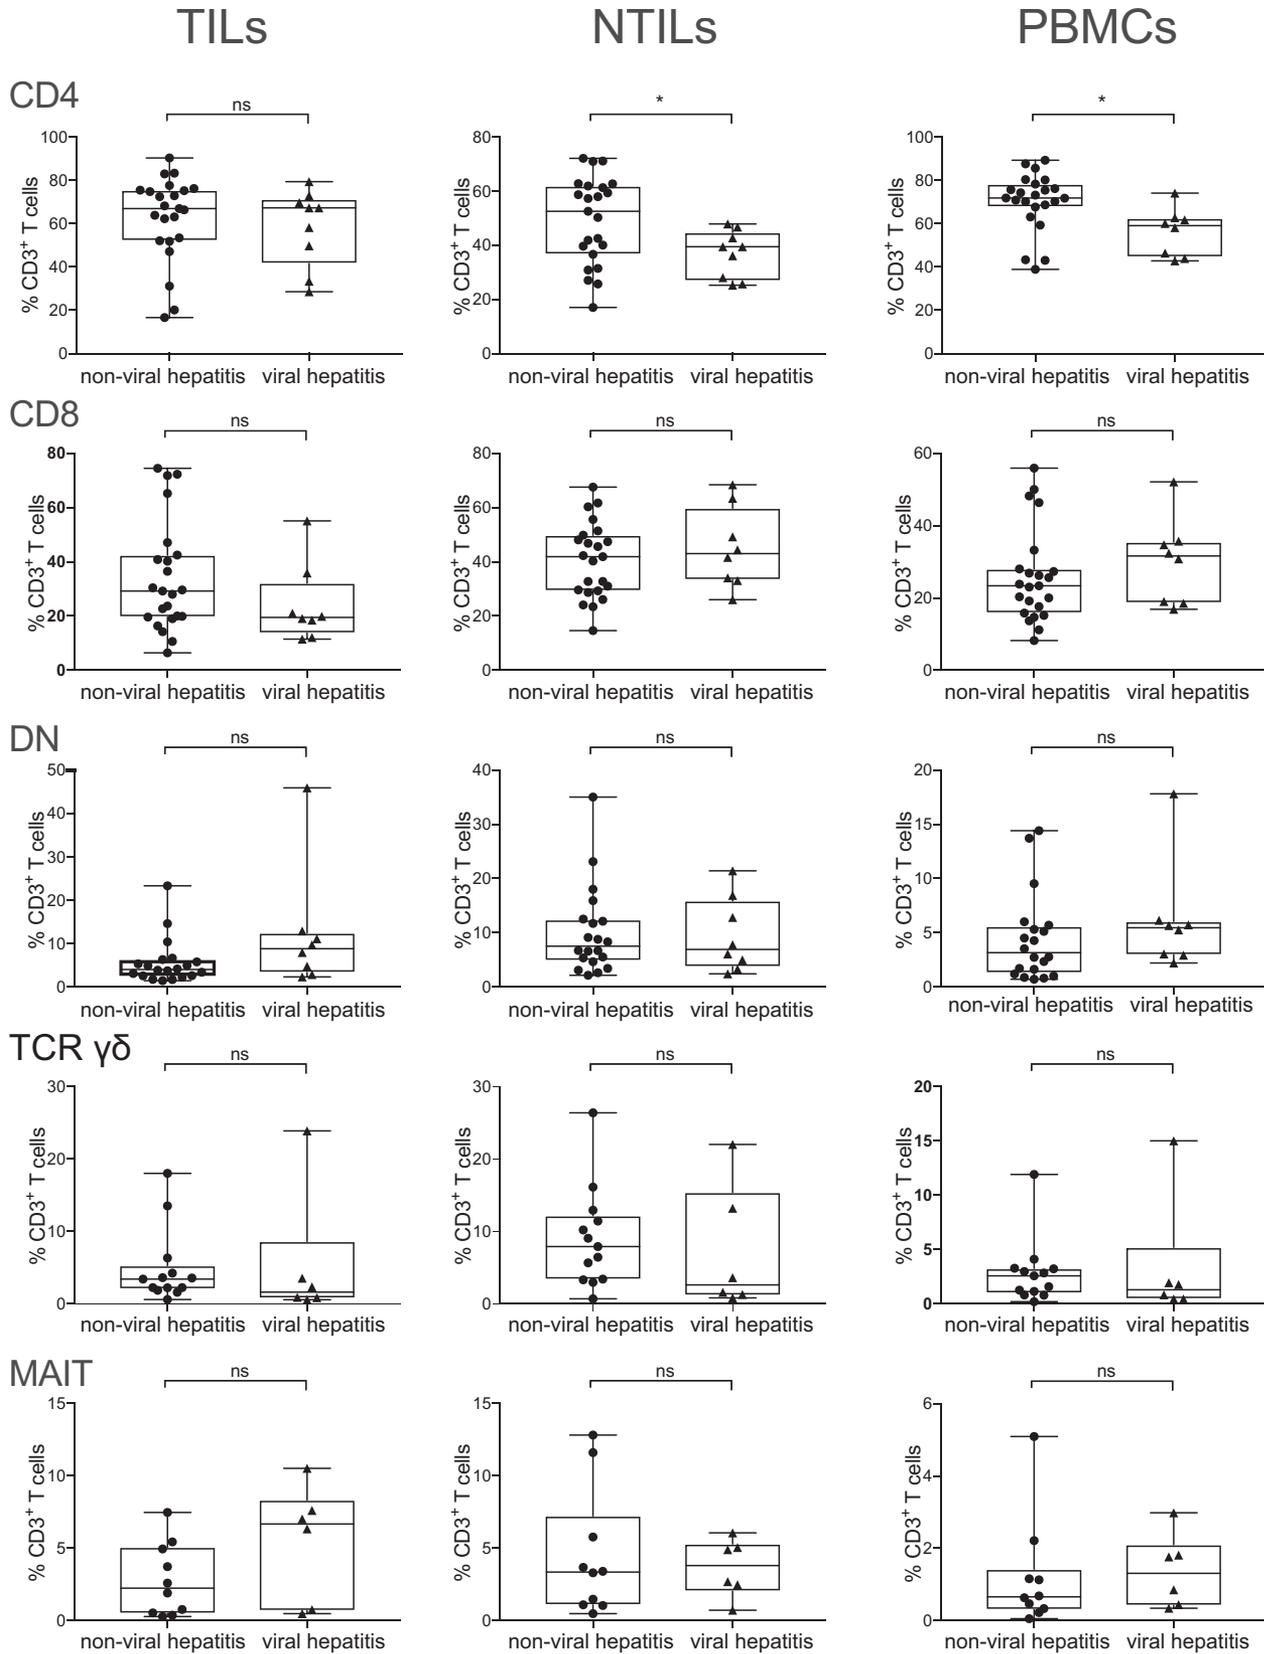 TILs NTILs PBMCs
CD4
ns * *
% CD3+ T cells % CD3+ T cells % CD3+ T cells
100 80 60 40 20 0
80 60 40 20 0
100 80 60 40 20 0
non-viral hepatitis viral hepatitis non-viral hepatitis viral hepatitis non-viral hepatitis viral hepatitis
CD8
ns ns ns
% CD3+ T cells % CD3+ T cells % CD3+ T cells
80 60 40 20 0
80 60 40 20 0
60 40 20 0
non-viral hepatitis viral hepatitis non-viral hepatitis viral hepatitis non-viral hepatitis viral hepatitis
DN
ns ns ns
% CD3+ T cells % CD3+ T cells % CD3+ T cells
50 40 30 20 10 0
40 30 20 10 0
20 15 10 5 0
non-viral hepatitis viral hepatitis non-viral hepatitis viral hepatitis non-viral hepatitis viral hepatitis
TCR γδ
ns ns ns
% CD3+ T cells % CD3+ T cells % CD3+ T cells
30 20 10 0
30 20 10 0
20 15 10 5 0
non-viral hepatitis viral hepatitis non-viral hepatitis viral hepatitis non-viral hepatitis viral hepatitis
MAIT
ns ns ns
% CD3+ T cells % CD3+ T cells % CD3+ T cells
15 10 5 0
15 10 5 0
6 4 2 0
non-viral hepatitis viral hepatitis non-viral hepatitis viral hepatitis non-viral hepatitis viral hepatitis